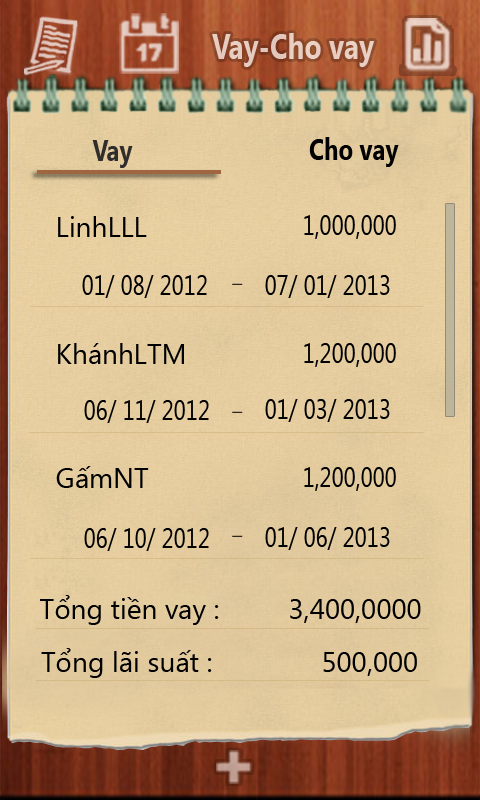 17
Vay-Cho vay
Vay Cho vay
LinhLLL 1,000,000
01/ 08/ 2012 – 07/ 01/ 2013
KhánhLTM 1,200,000
06/ 11/ 2012 – 01/ 03/ 2013
GấmNT 1,200,000
06/ 10/ 2012 – 01/ 06/ 2013
Tổng tiền vay : 3,400,0000
Tổng lãi suất : 500,000